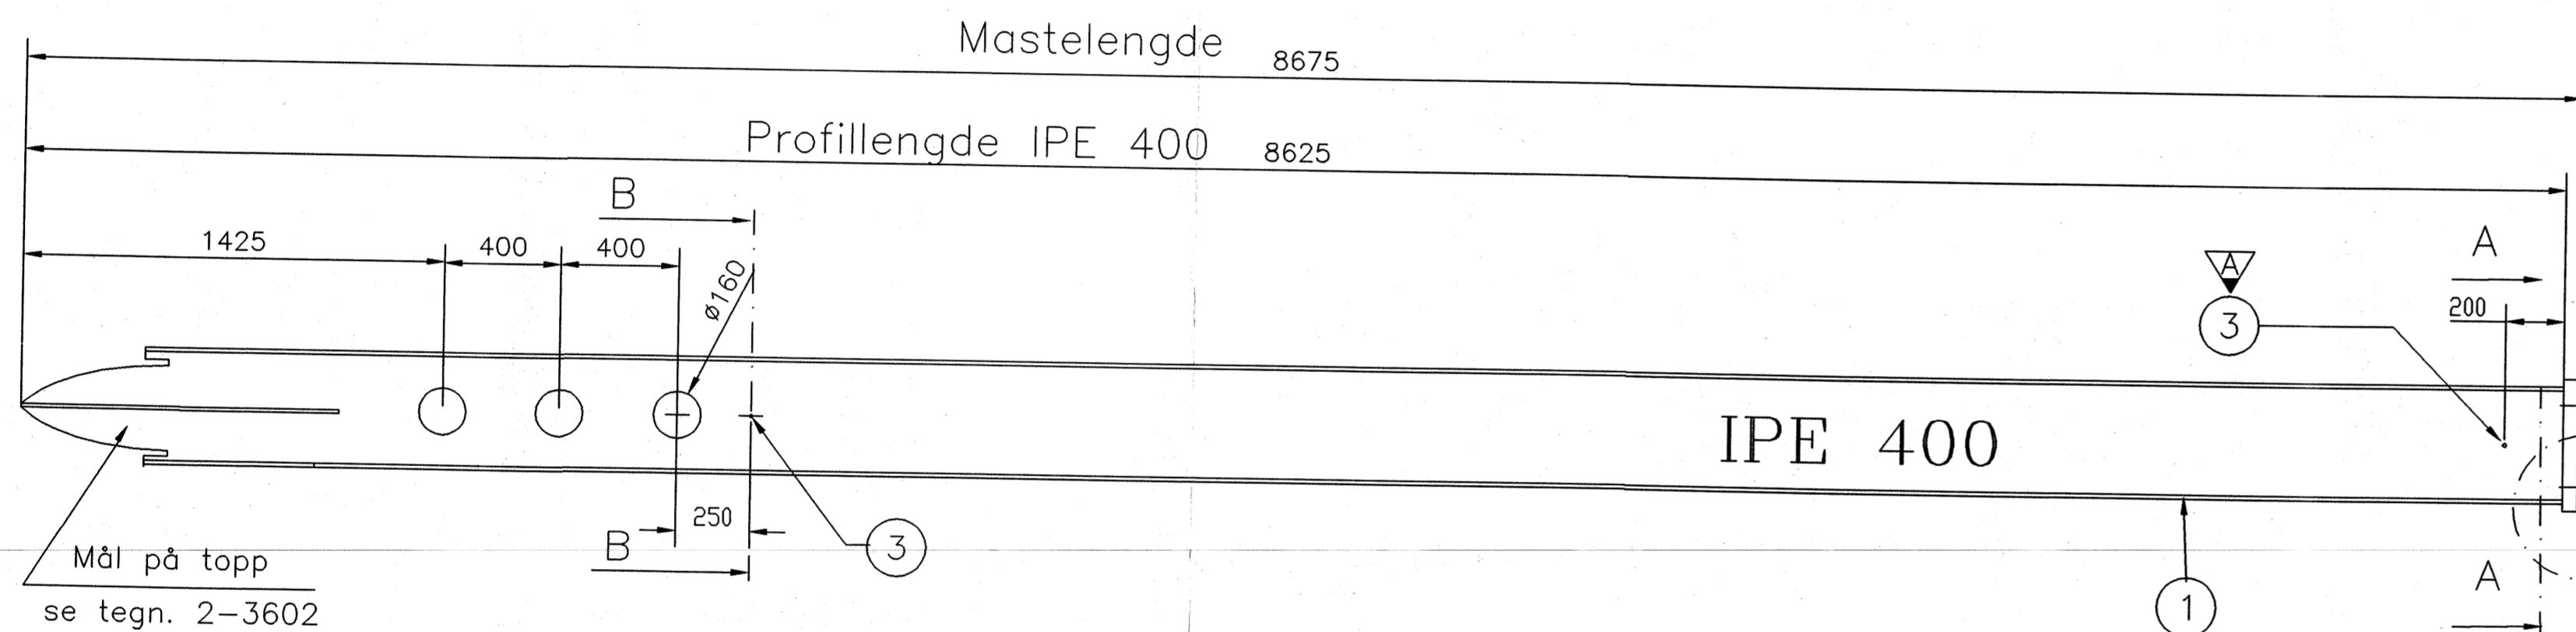 Mastelengde 8675
Profillengde IPE 400 8625
B
1425 400 400
ø160
A
A
200
3
IPE 400
250
B
3
Mål på topp
se tegn. 2-3602
A
1